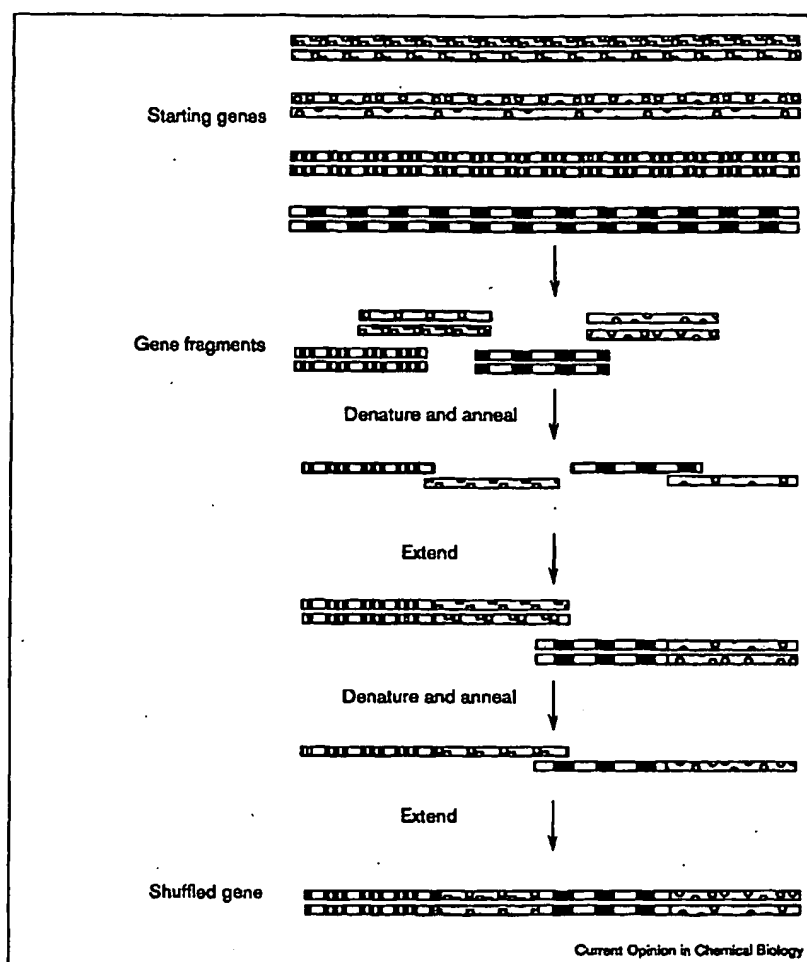 Starting genes
Gene fragments
Denature and anneal
Extend
Denature and anneal
Extend
Shuffled gene
Current Opinion in Chemical Biology